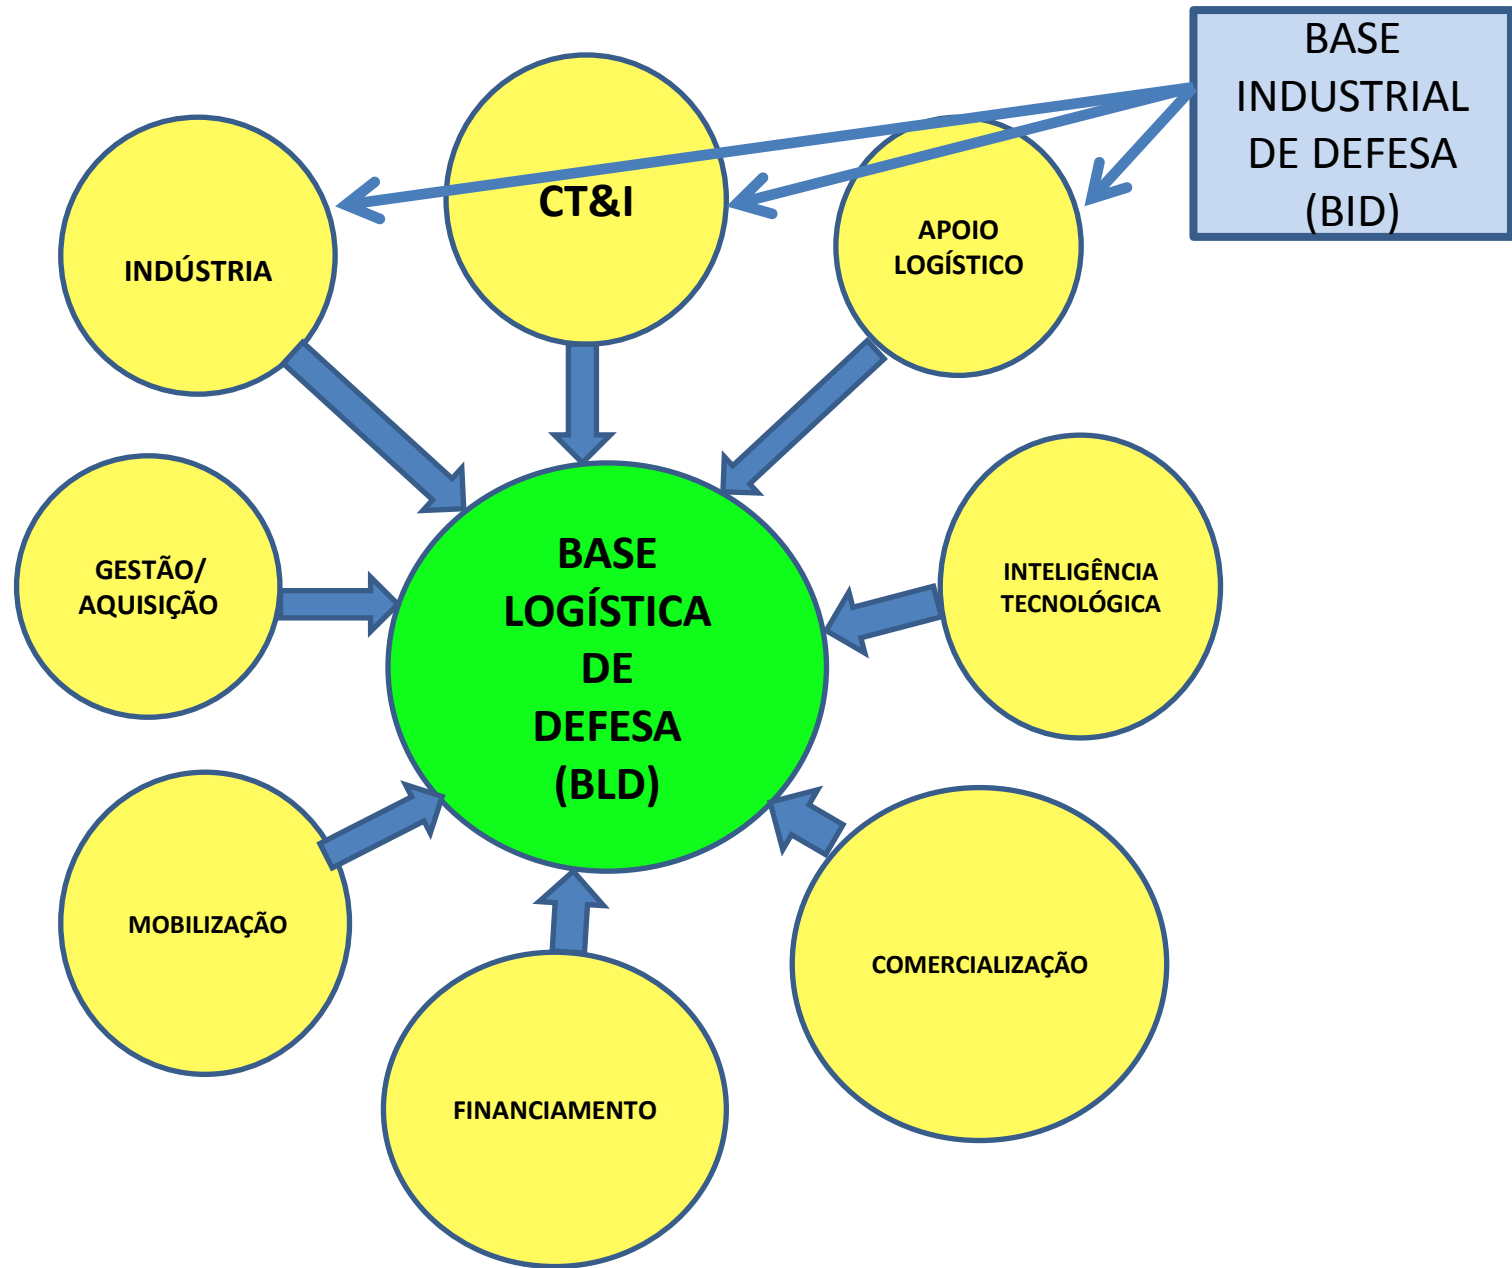 BASE
INDUSTRIAL
DE DEFESA
(BID)
CT&I
INDÚSTRIA
APOIO
LOGÍSTICO
GESTÃO/
AQUISIÇÃO
BASE
LOGÍSTICA
DE
DEFESA
(BLD)
INTELIGÊNCIA
TECNOLÓGICA
MOBILIZAÇÃO
COMERCIALIZAÇÃO
FINANCIAMENTO